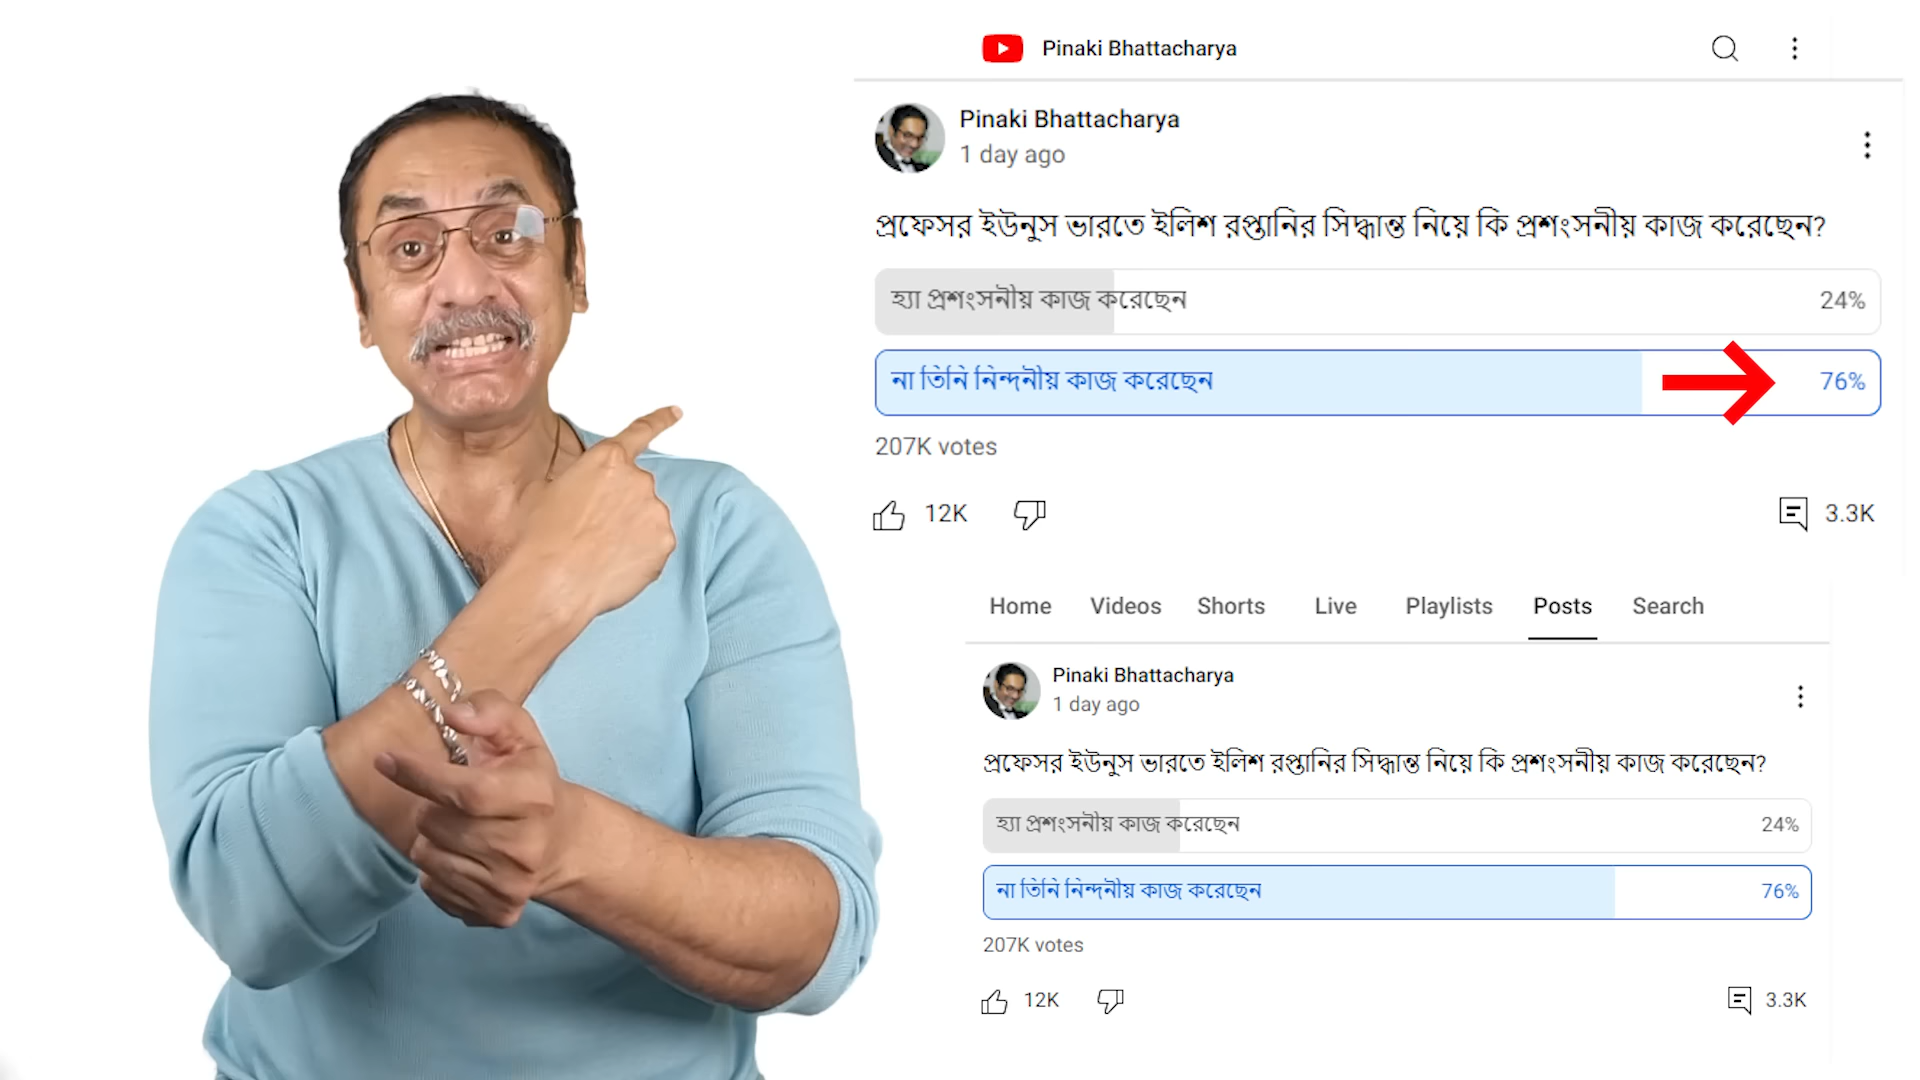 Pinaki Bhattacharya
Pinaki Bhattacharya
1 day ago
প্রফেসর ইউনুস ভারতে ইলিশ রপ্তানির সিদ্ধান্ত নিয়ে কি প্রশংসনীয় কাজ করেছেন?
হ্যা প্রশংসনীয় কাজ করেছেন 24%
না তিনি নিন্দনীয় কাজ করেছেন 76%
207K votes
12K 3.3K
Home Videos Shorts Live Playlists Posts Search
Pinaki Bhattacharya
1 day ago
প্রফেসর ইউনুস ভারতে ইলিশ রপ্তানির সিদ্ধান্ত নিয়ে কি প্রশংসনীয় কাজ করেছেন?
হ্যা প্রশংসনীয় কাজ করেছেন 24%
না তিনি নিন্দনীয় কাজ করেছেন 76%
207K votes
12K 3.3K